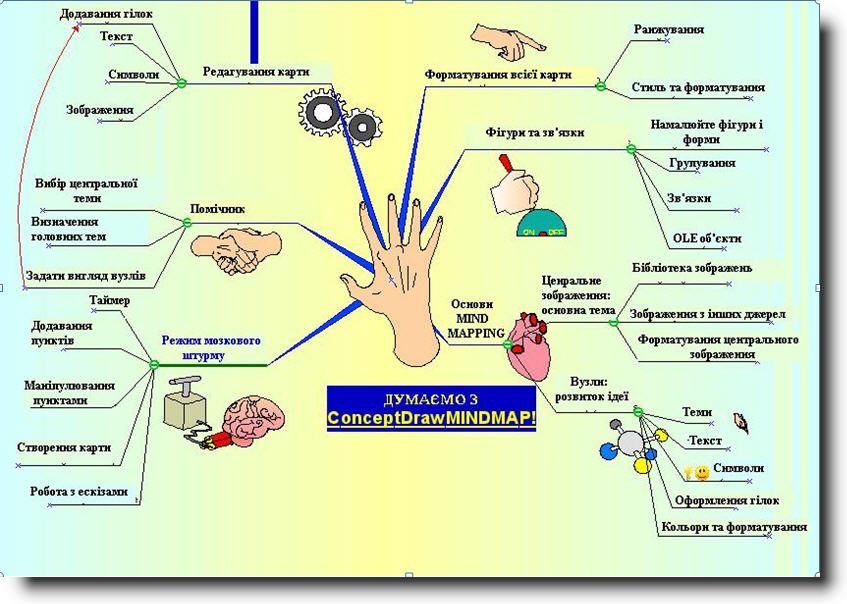 Додавання гілок
Текст
Символи
Зображення
Редагування карти
Форматування всієї карти
Ранжування
Стиль та форматування
Фігури та зв'язки
Намалюйте фігури і
форми
Групування
Зв'язки
OLE об'єкти
ON OFF
Вибір центральної
теми
Визначення
головних тем
Задати вигляд вузлів
Помічник
Таймер
Додавання
пунктів
Маніпулювання
пунктами
Створення карти
Робота з ескізами
Режим мозкового
штурму
Основи
MIND
MAPPING
Ценральне
зображення:
основна тема
Бібліотека зображень
Зображення з інших джерел
Форматування центрального
зображення
Вузли:
розвиток ідеї
Теми
Текст
Символи
Оформлення гілок
Кольори та форматування
ДУМАЄМО З
ConceptDrawMINDMAP!